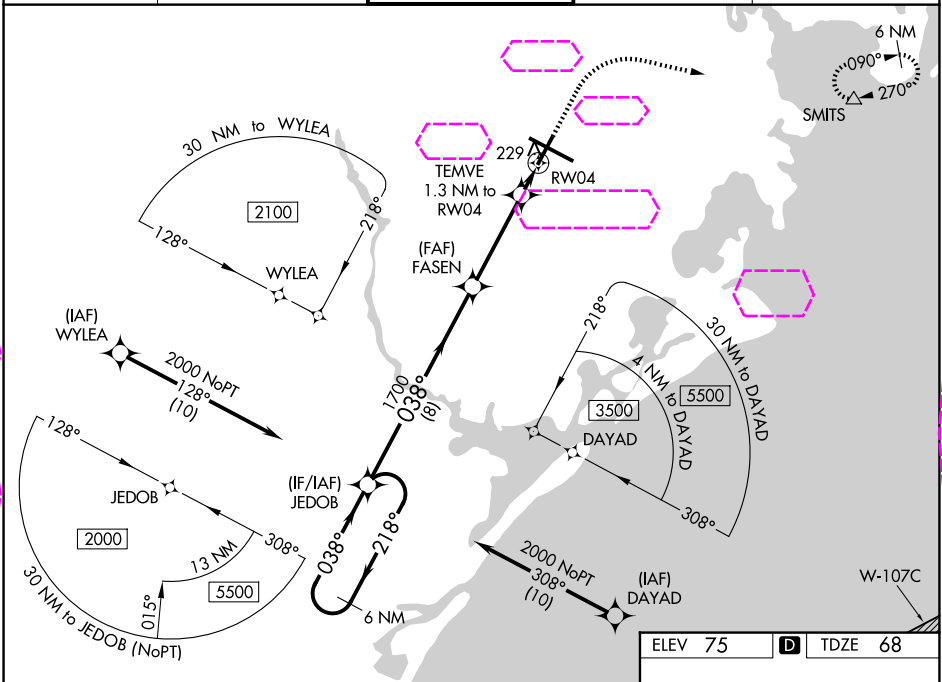 6 NM
090°
270°
SMITS
30 NM to WYLEA
2100
128°
218°
WYLEA
229
TEMVE
1.3 NM to
RW04
RW04
(FAF)
FASEN
(IAF)
WYLEA
2000 NoPT
128°
(10)
1700
038°
(8)
218°
30 NM to DAYAD
4 NM to DAYAD
5500
3500
DAYAD
308°
128°
JEDOB
2000
13 NM
308°
5500
015°
30 NM to JEDOB (NoPT)
(IF/IAF)
JEDOB
038°
218°
6 NM
2000 NoPT
308°
(10)
(IAF)
DAYAD
W-107C
ELEV 75 D TDZE 68